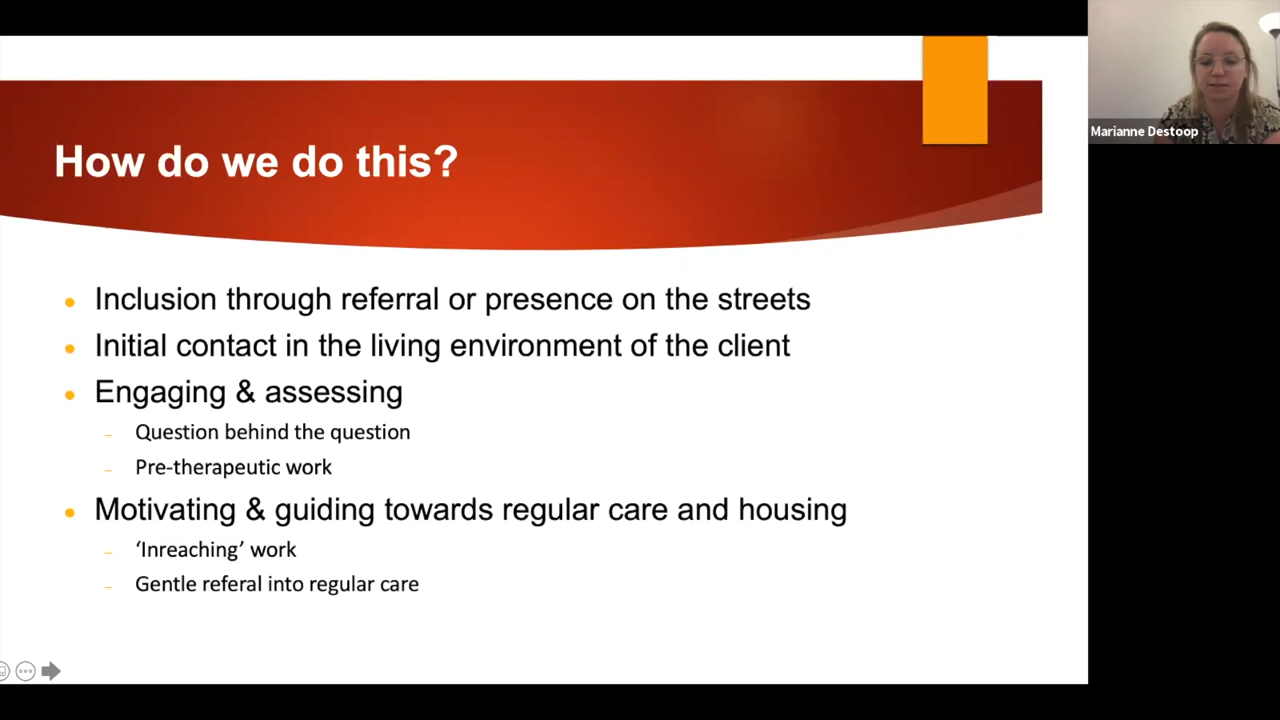 How do we do this?
Inclusion through referral or presence on the streets
Initial contact in the living environment of the client
Engaging & assessing
Question behind the question
Pre-therapeutic work
Motivating & guiding towards regular care and housing
‘Inreaching’ work
Gentle referal into regular care
Marianne Destoop